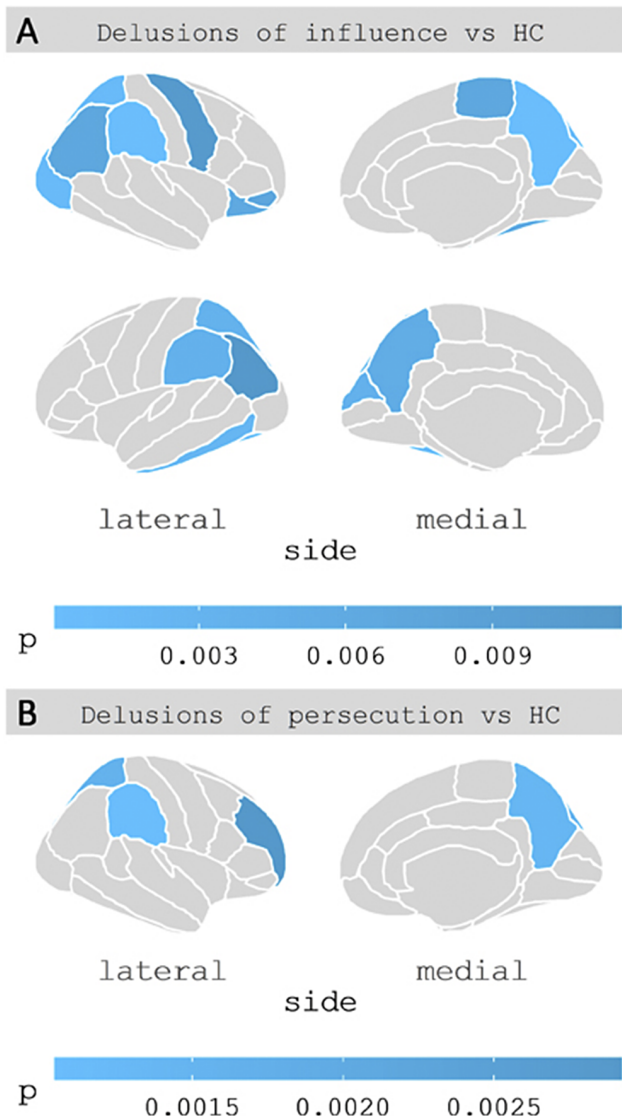 A Delusions of influence vs HC
lateral medial
side
p
0.003 0.006 0.009
B Delusions of persecution vs HC
lateral medial
side
p
0.0015 0.0020 0.0025